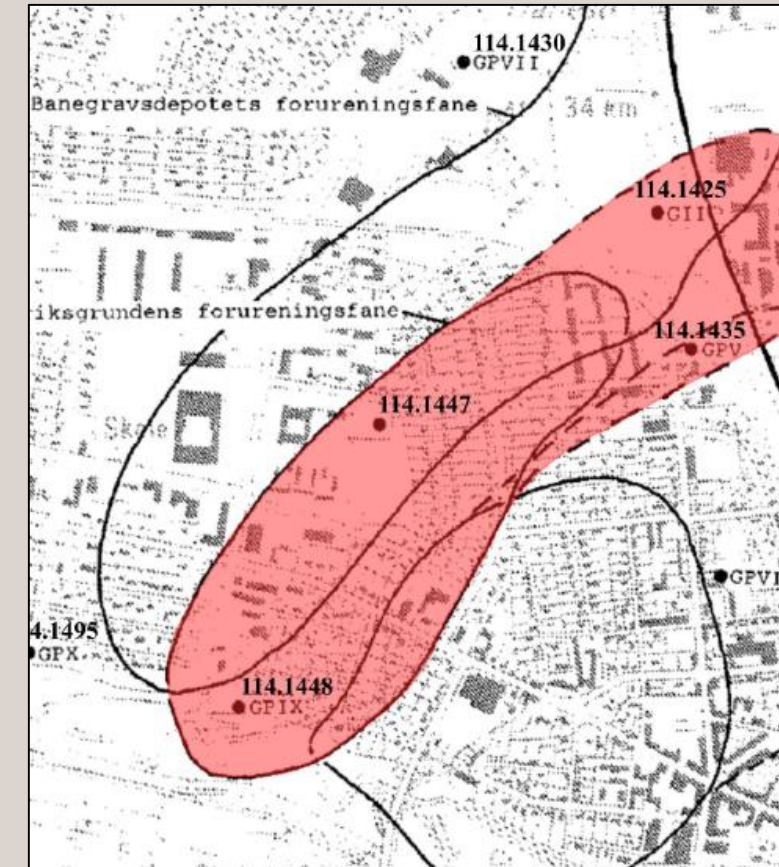 114.1430
GPVII
Banegravsdepotets forureningsfane
34 km
114.1425
GII
iksgrundens forureningsfane
114.1435
GPV
114.1447
Skole
GPVI
4.1495
GPX
114.1448
GPIX